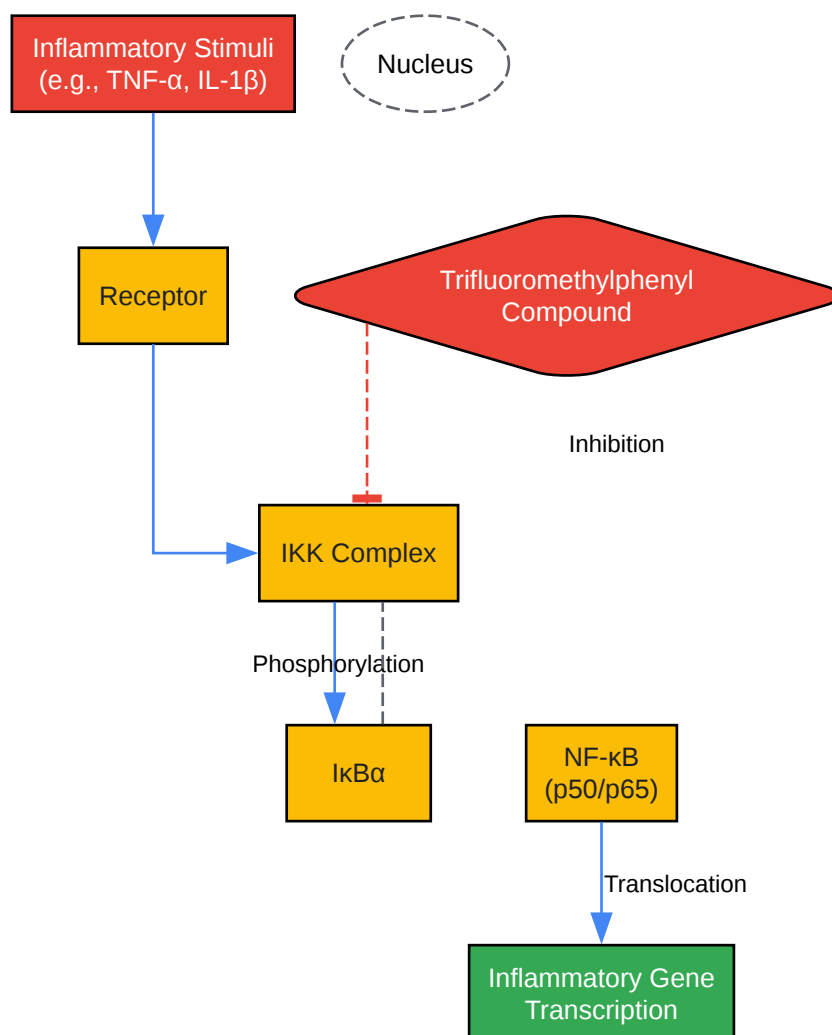 Inflammatory Stimuli
(e.g., TNF-α, IL-1β)
Nucleus
Receptor
Trifluoromethylphenyl
Compound
Inhibition
IKK Complex
Phosphorylation
IκBα
NF-κB
(p50/p65)
Translocation
Inflammatory Gene
Transcription